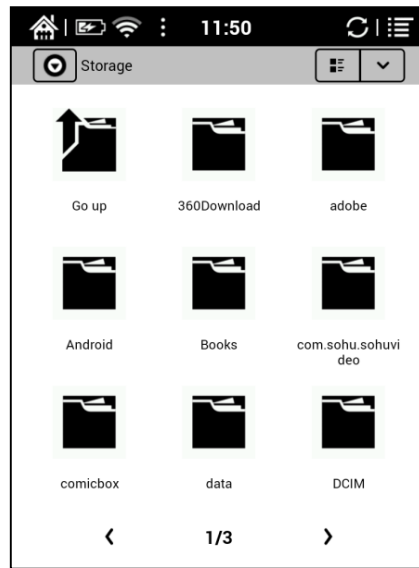 11:50
Storage
Go up
360Download
adobe
Android
Books
com.sohu.sohuvi
deo
comicbox
data
DCIM
1/3